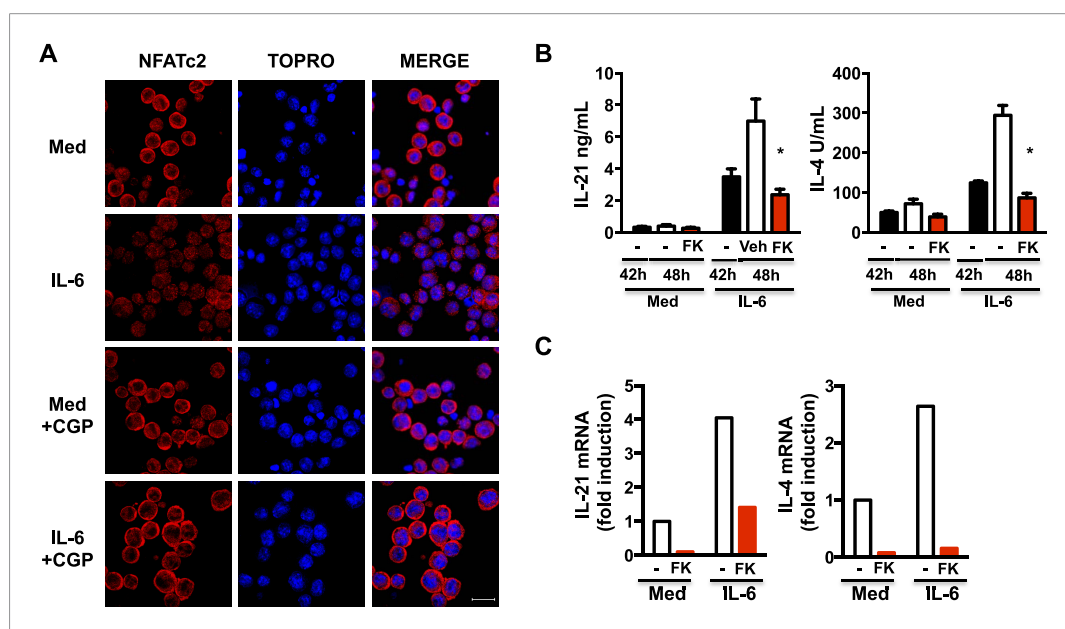 A
NFATc2 TOPRO MERGE
Med
IL-6
Med
+CGP
IL-6
+CGP
B
IL-21 ng/mL
10
8
6
4
2
0
- - FK - Veh FK
42h 48h 42h 48h
Med IL-6
IL-4 U/mL
400
300
200
100
0
- - FK - - FK
42h 48h 42h 48h
Med IL-6
*
*
C
IL-21 mRNA
(fold induction)
5
4
3
2
1
0
- FK - FK
Med IL-6
IL-4 mRNA
(fold induction)
3
2
1
0
- FK - FK
Med IL-6